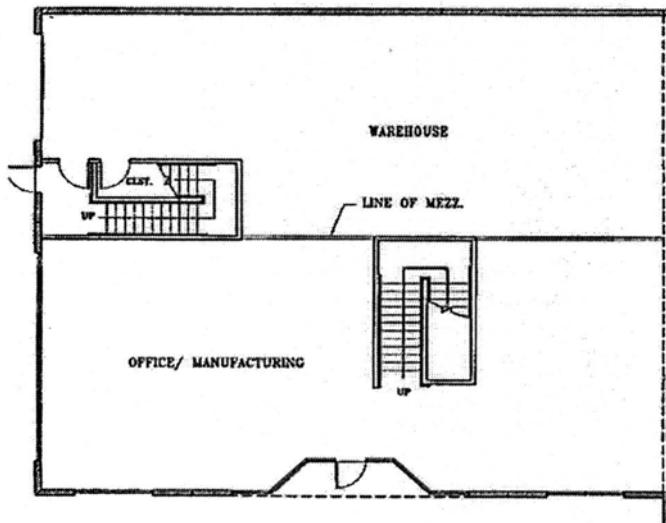 WAREHOUSE
CLST.
UP
LINE OF MEZZ.
OFFICE/ MANUFACTURING
UP